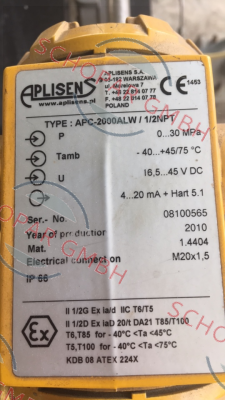 APLISENS
www.aplisens.pl
APLISENS S.A.
03-192 WARSZAWA
ul. Morelowa 7
T. +48 22 814 07 77
F. +48 22 814 07 78
POLAND
CE 1453
TYPE : APC-2000ALW / 1/2NPT
P 0...30 MPa
Tamb - 40...+45/75 °C
U 16,5...45 V DC
4...20 mA + Hart 5.1
Ser.- No. 08100565
Year of production 2010
Mat. 1.4404
Electrical connection M20x1,5
IP 66
Ex
II 1/2G Ex ia/d IIC T6/T5
II 1/2D Ex iaD 20/t DA21 T85/T100
T6,T85 for - 40°C <Ta <45°C
T5,T100 for - 40°C <Ta <75°C
KDB 08 ATEX 224X
SCHOPAR GMBH